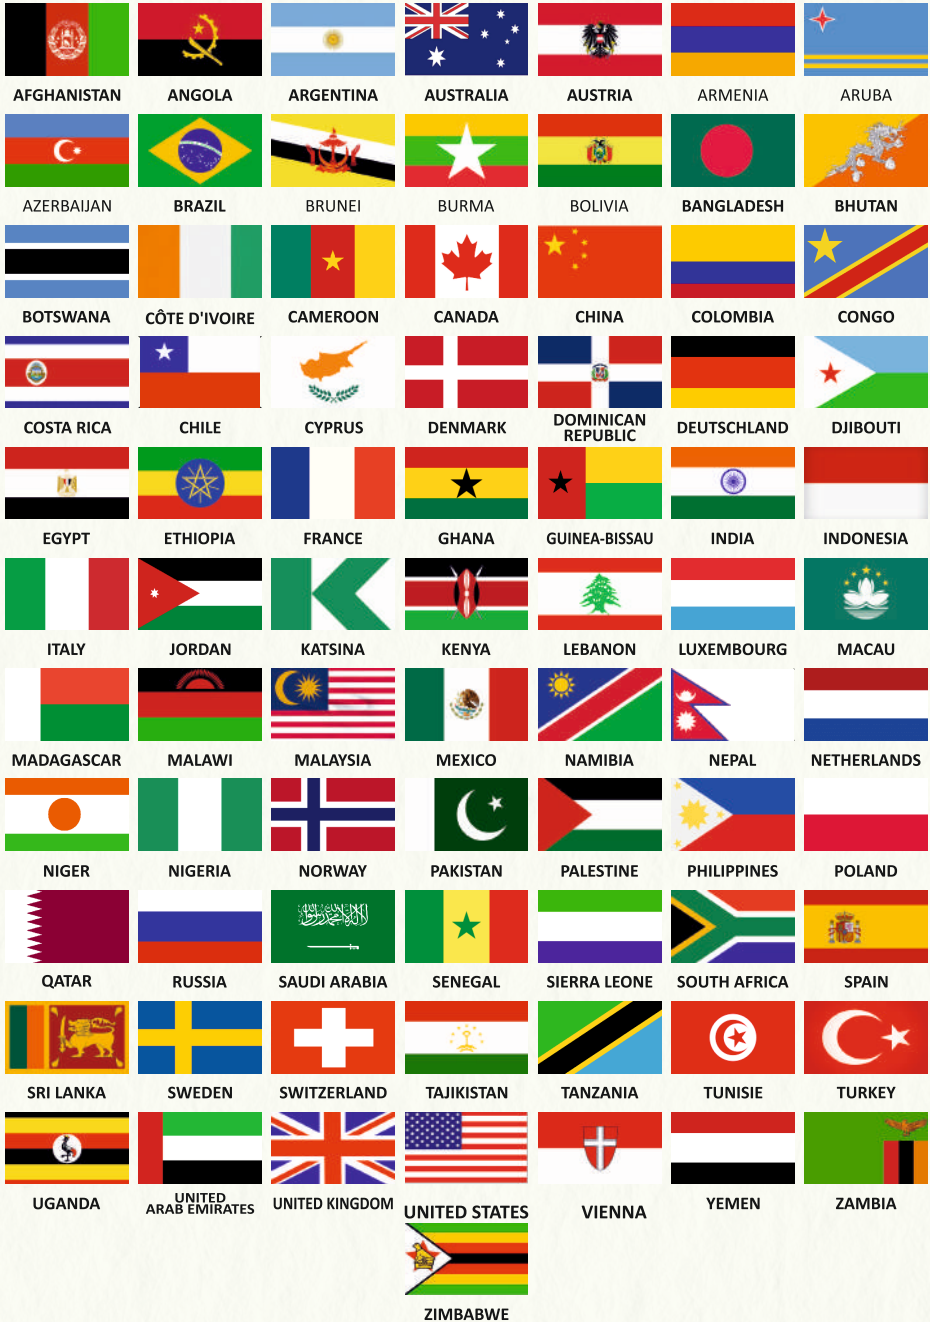 AFGHANISTAN ANGOLA ARGENTINA AUSTRALIA AUSTRIA ARMENIA ARUBA
AZERBAIJAN BRAZIL BRUNEI BURMA BOLIVIA BANGLADESH BHUTAN
BOTSWANA CÔTE D'IVOIRE CAMEROON CANADA CHINA COLOMBIA CONGO
COSTA RICA CHILE CYPRUS DENMARK DOMINICAN REPUBLIC DEUTSCHLAND DJIBOUTI
EGYPT ETHIOPIA FRANCE GHANA GUINEA-BISSAU INDIA INDONESIA
ITALY JORDAN KATSINA KENYA LEBANON LUXEMBOURG MACAU
MADAGASCAR MALAWI MALAYSIA MEXICO NAMIBIA NEPAL NETHERLANDS
NIGER NIGERIA NORWAY PAKISTAN PALESTINE PHILIPPINES POLAND
QATAR RUSSIA SAUDI ARABIA SENEGAL SIERRA LEONE SOUTH AFRICA SPAIN
SRI LANKA SWEDEN SWITZERLAND TAJIKISTAN TANZANIA TUNISIE TURKEY
UGANDA UNITED ARAB EMIRATES UNITED KINGDOM UNITED STATES VIENNA YEMEN ZAMBIA
ZIMBABWE